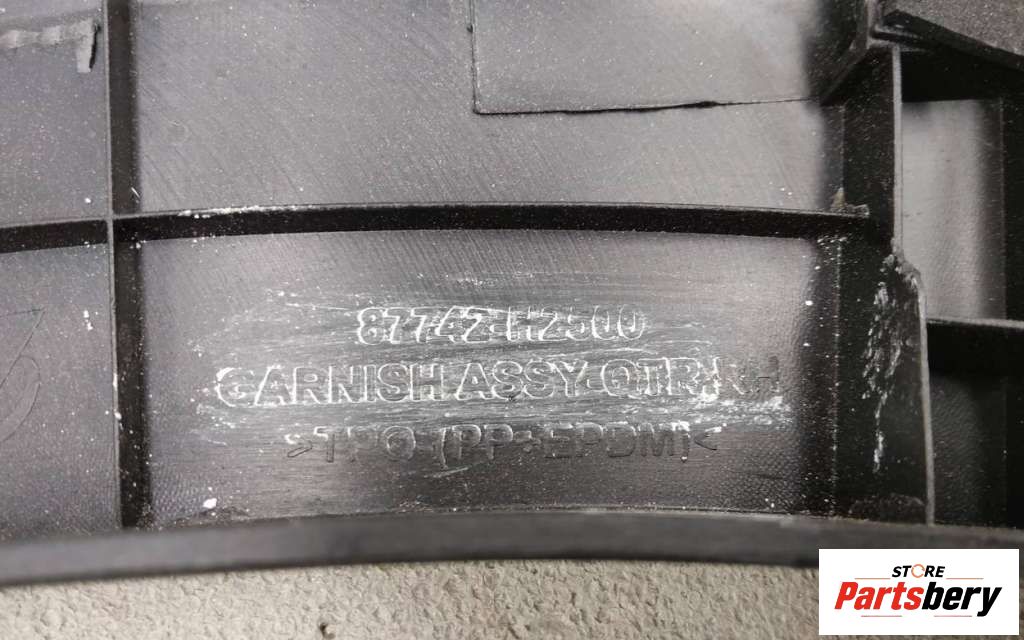 87742-H2500
GARNISH ASSY-QTR,RH
>TPO-(PP+EPDM)<
STORE
Partsbery